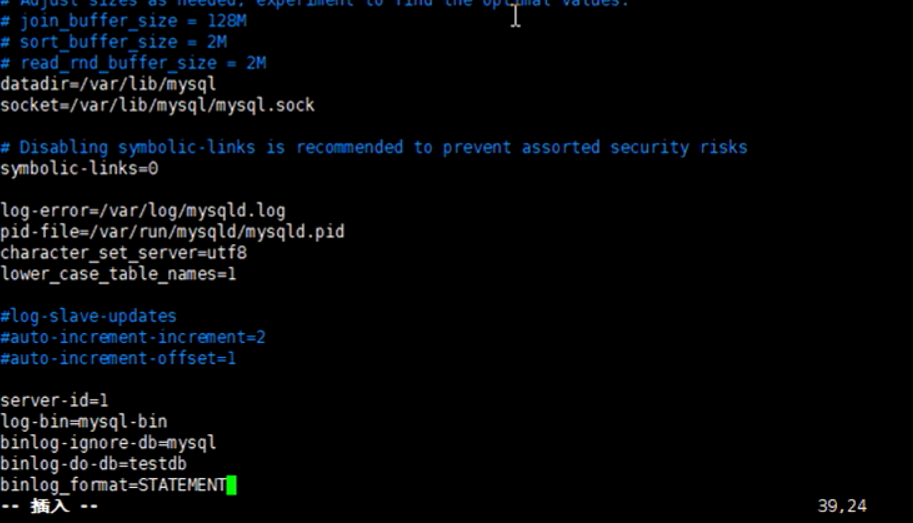 # Adjust sizes as needed, experiment to find the optimal values.
# join_buffer_size = 128M
# sort_buffer_size = 2M
# read_rnd_buffer_size = 2M
datadir=/var/lib/mysql
socket=/var/lib/mysql/mysql.sock
# Disabling symbolic-links is recommended to prevent assorted security risks
symbolic-links=0
log-error=/var/log/mysqld.log
pid-file=/var/run/mysqld/mysqld.pid
character_set_server=utf8
lower_case_table_names=1
#log-slave-updates
#auto-increment-increment=2
#auto-increment-offset=1
server-id=1
log-bin=mysql-bin
binlog-ignore-db=mysql
binlog-do-db=testdb
binlog_format=STATEMENT
-- 插入 -- 39,24